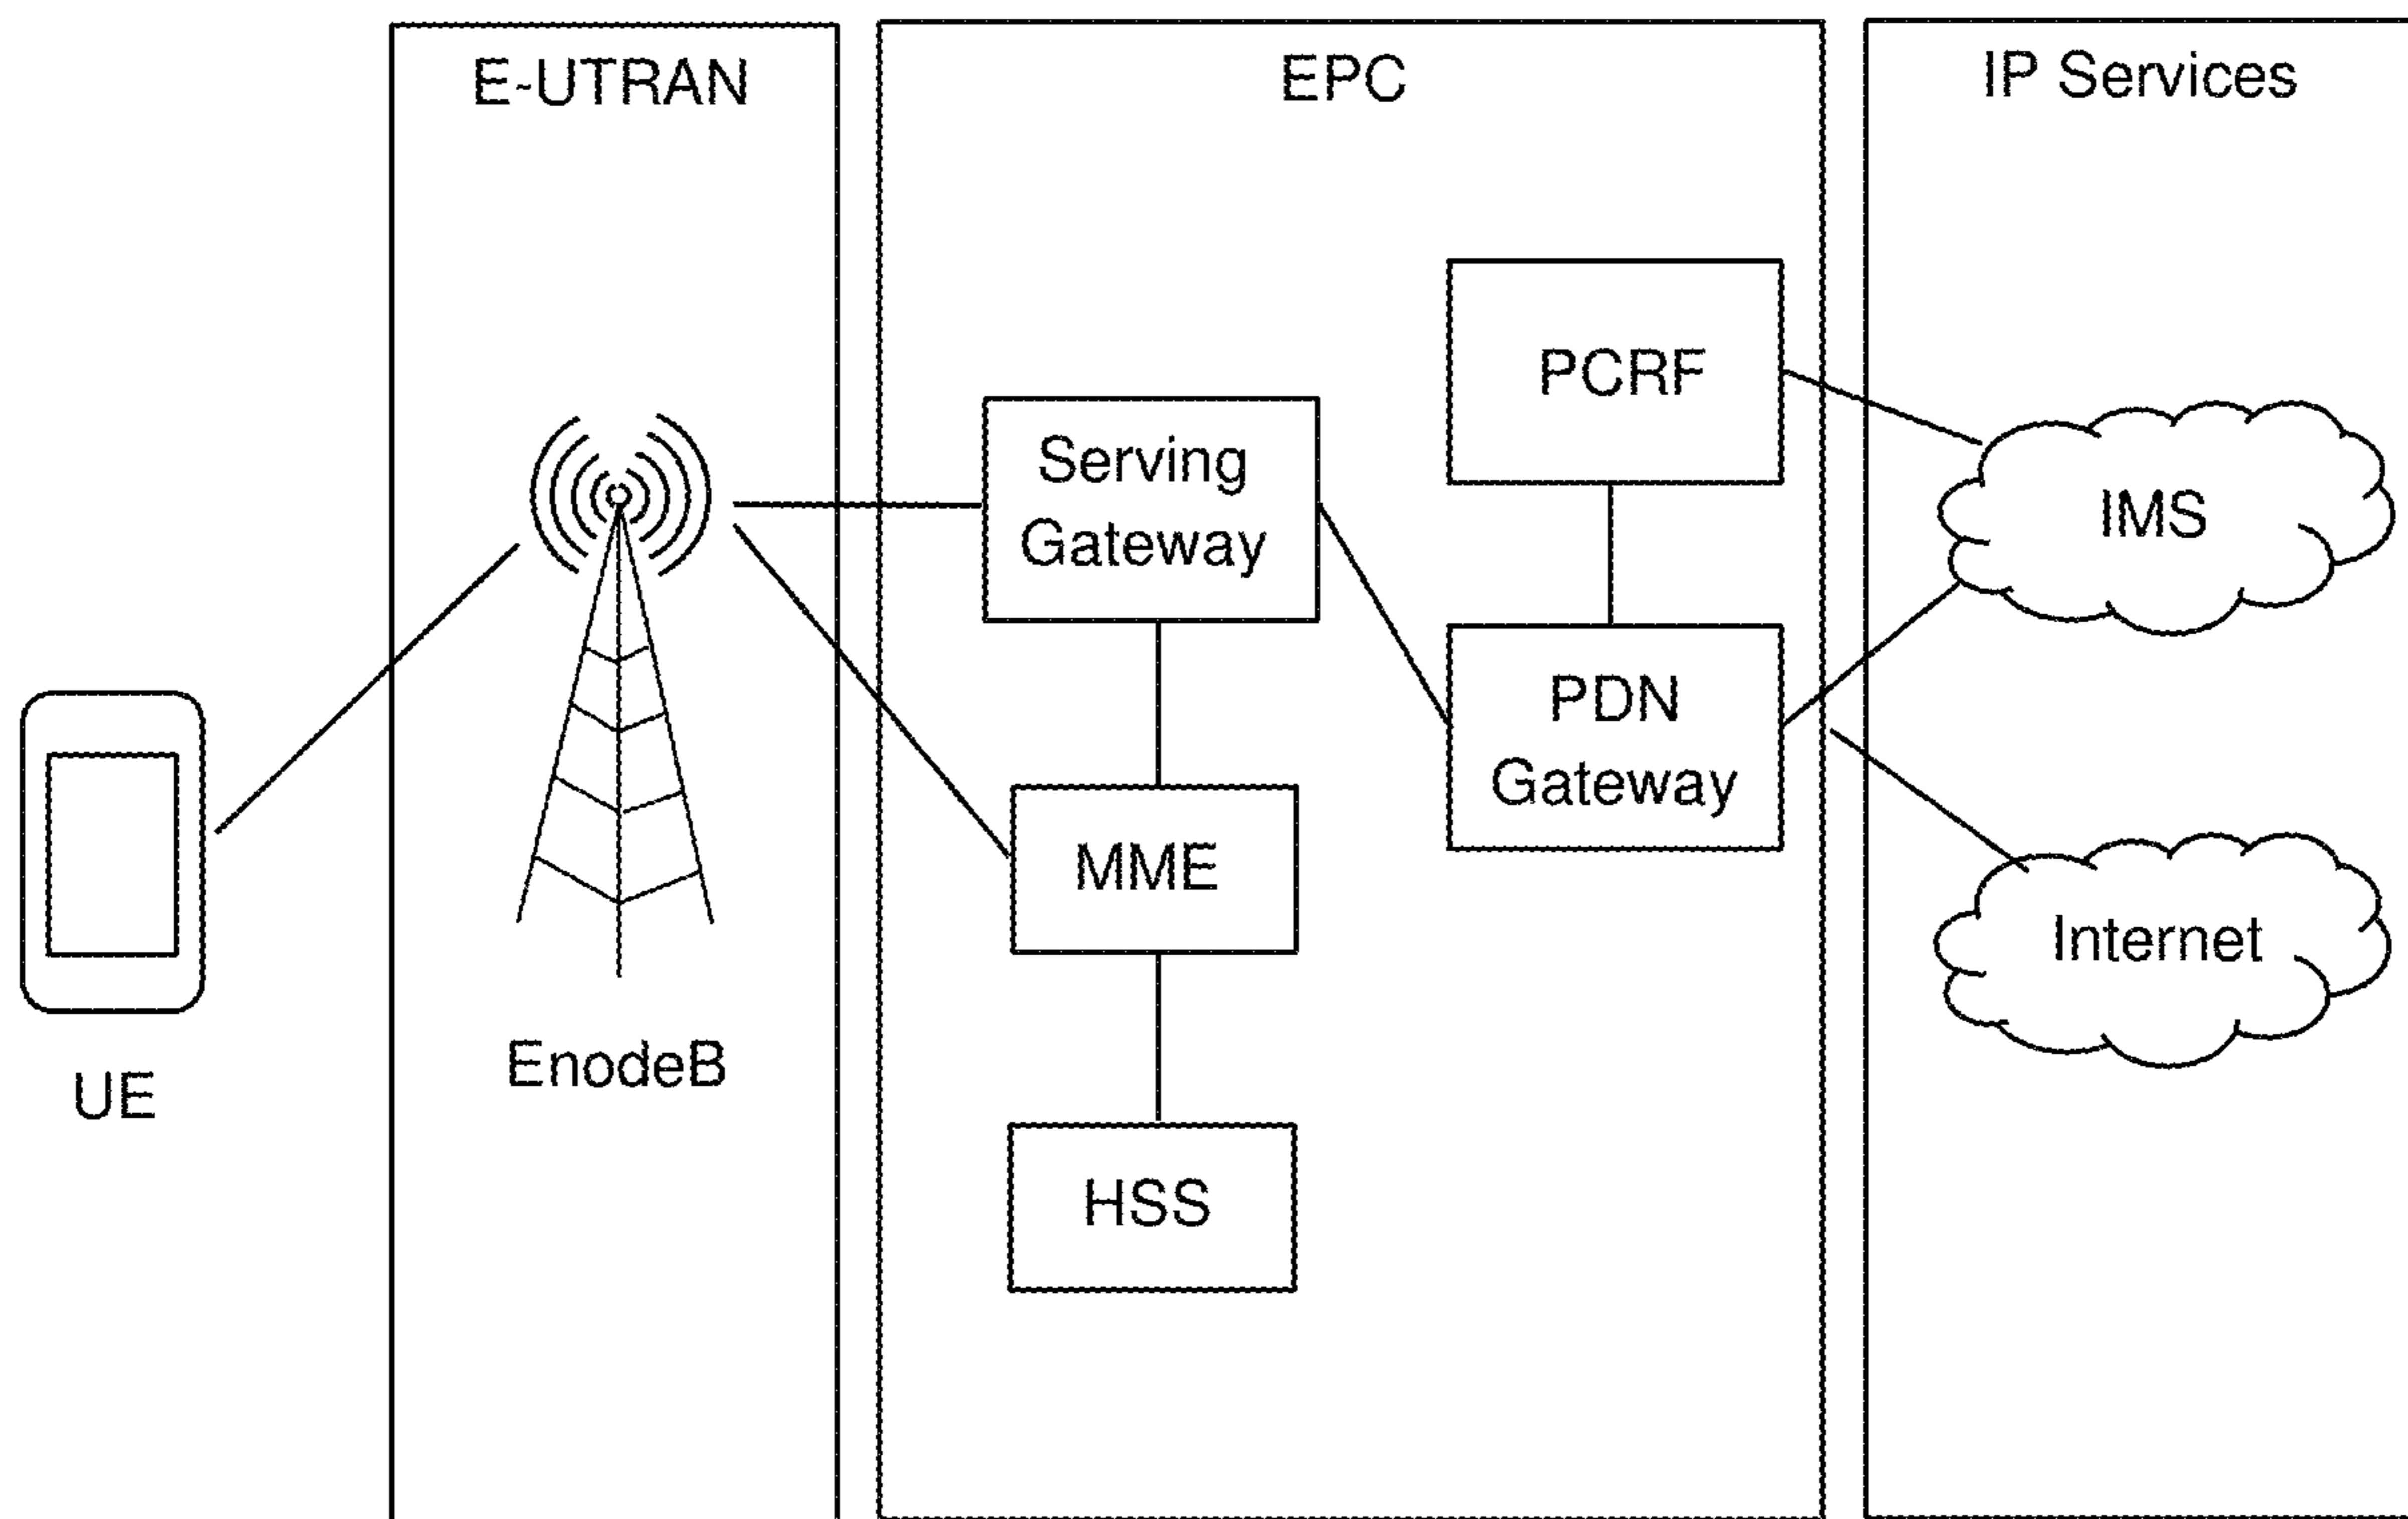 E-UTRAN
EPC
IP Services
PCRF
Serving
Gateway
IMS
PDN
Gateway
MME
Internet
EnodeB
UE
HSS